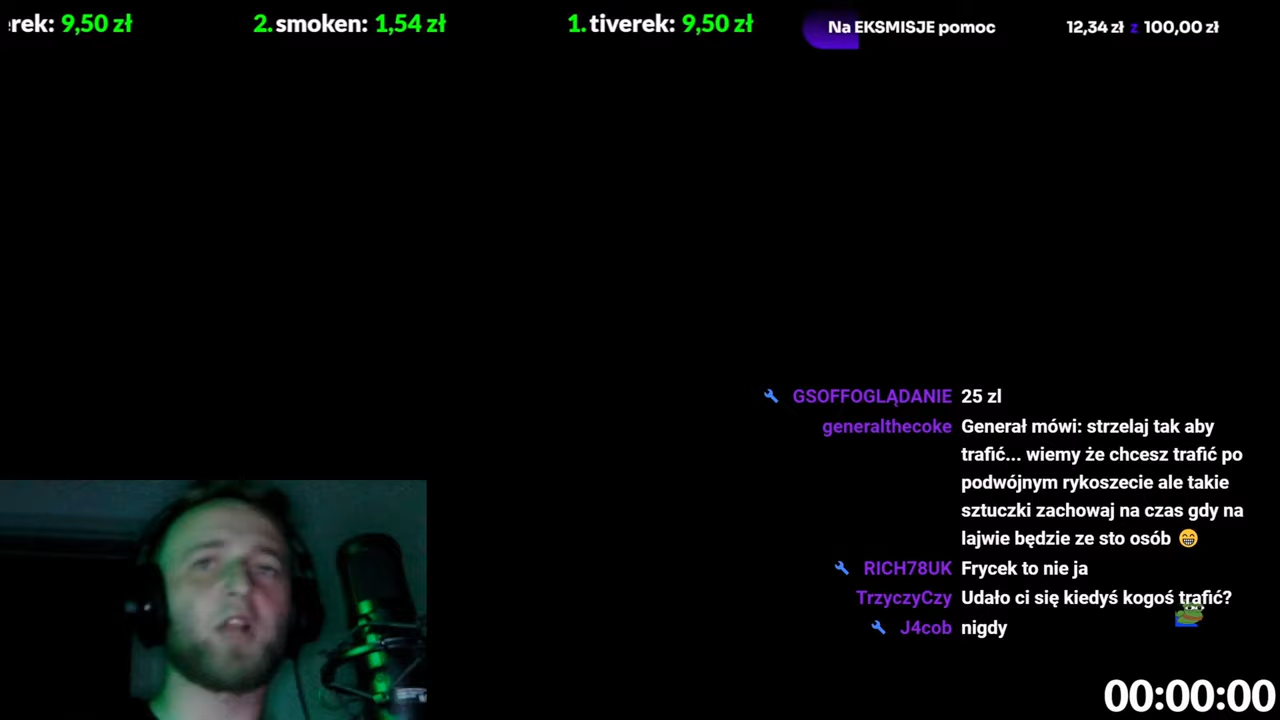 rek: 9,50 zł 2. smoken: 1,54 zł 1. tiverek: 9,50 zł Na EKSMISJE pomoc 12,34 zł z 100,00 zł
GSOFFOGLĄDANIE 25 zl
generalthecoke Generał mówi: strzelaj tak aby
trafić... wiemy że chcesz trafić po
podwójnym rykoszecie ale takie
sztuczki zachowaj na czas gdy na
lajwie będzie ze sto osób 😁
RICH78UK Frycek to nie ja
TrzyczyCzy Udało ci się kiedyś kogoś trafić?
J4cob nigdy
00:00:00